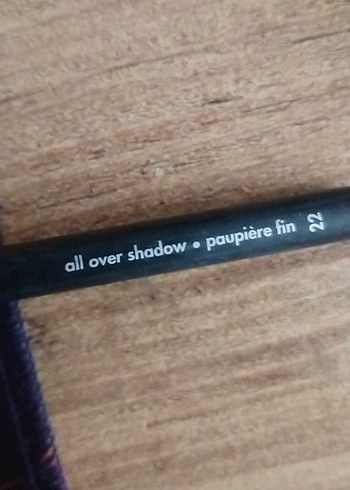 all over shadow • paupière fin 22